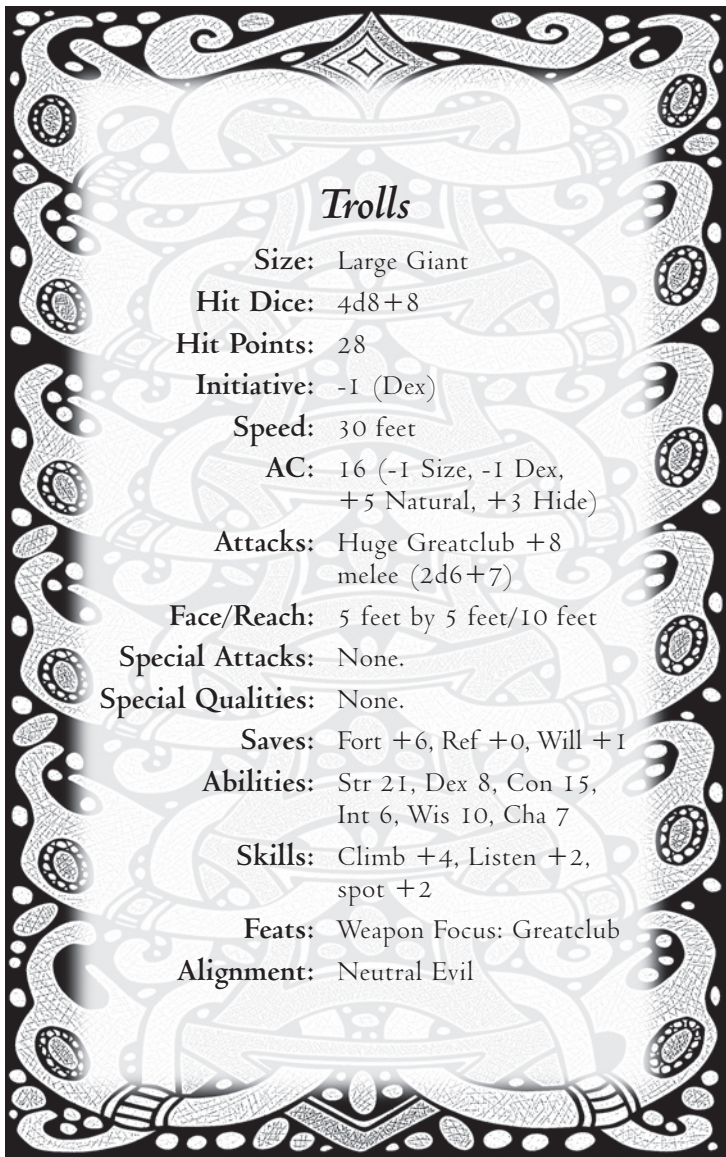 Trolls
Size: Large Giant
Hit Dice: 4d8+8
Hit Points: 28
Initiative: -1 (Dex)
Speed: 30 feet
AC: 16 (-1 Size, -1 Dex,
+5 Natural, +3 Hide)
Attacks: Huge Greatclub +8
melee (2d6+7)
Face/Reach: 5 feet by 5 feet/10 feet
Special Attacks: None.
Special Qualities: None.
Saves: Fort +6, Ref +0, Will +1
Abilities: Str 21, Dex 8, Con 15,
Int 6, Wis 10, Cha 7
Skills: Climb +4, Listen +2,
spot +2
Feats: Weapon Focus: Greatclub
Alignment: Neutral Evil